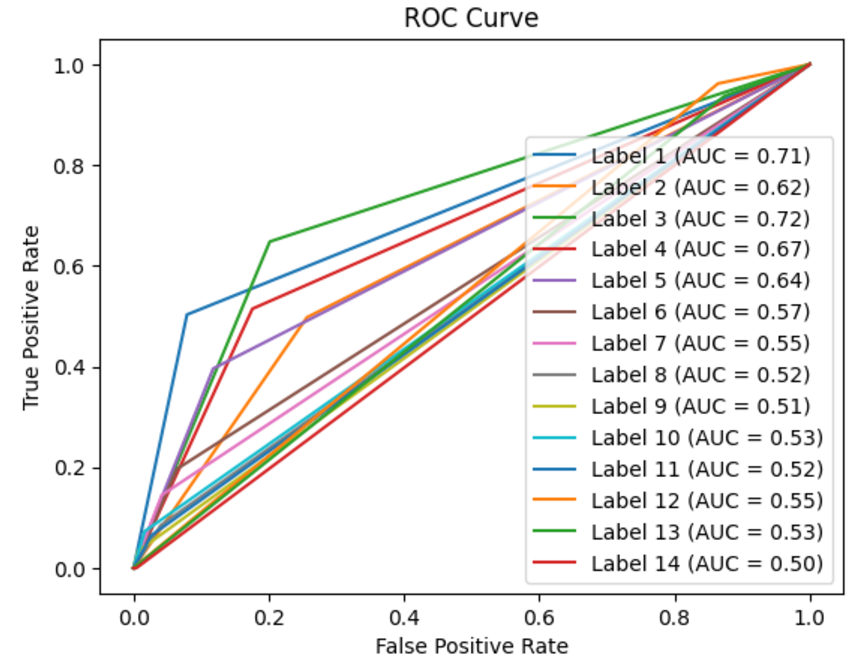 ROC Curve
1.0
0.8
0.6
0.4
0.2
0.0
True Positive Rate
Label 1 (AUC = 0.71)
Label 2 (AUC = 0.62)
Label 3 (AUC = 0.72)
Label 4 (AUC = 0.67)
Label 5 (AUC = 0.64)
Label 6 (AUC = 0.57)
Label 7 (AUC = 0.55)
Label 8 (AUC = 0.52)
Label 9 (AUC = 0.51)
Label 10 (AUC = 0.53)
Label 11 (AUC = 0.52)
Label 12 (AUC = 0.55)
Label 13 (AUC = 0.53)
Label 14 (AUC = 0.50)
0.0 0.2 0.4 0.6 0.8 1.0
False Positive Rate